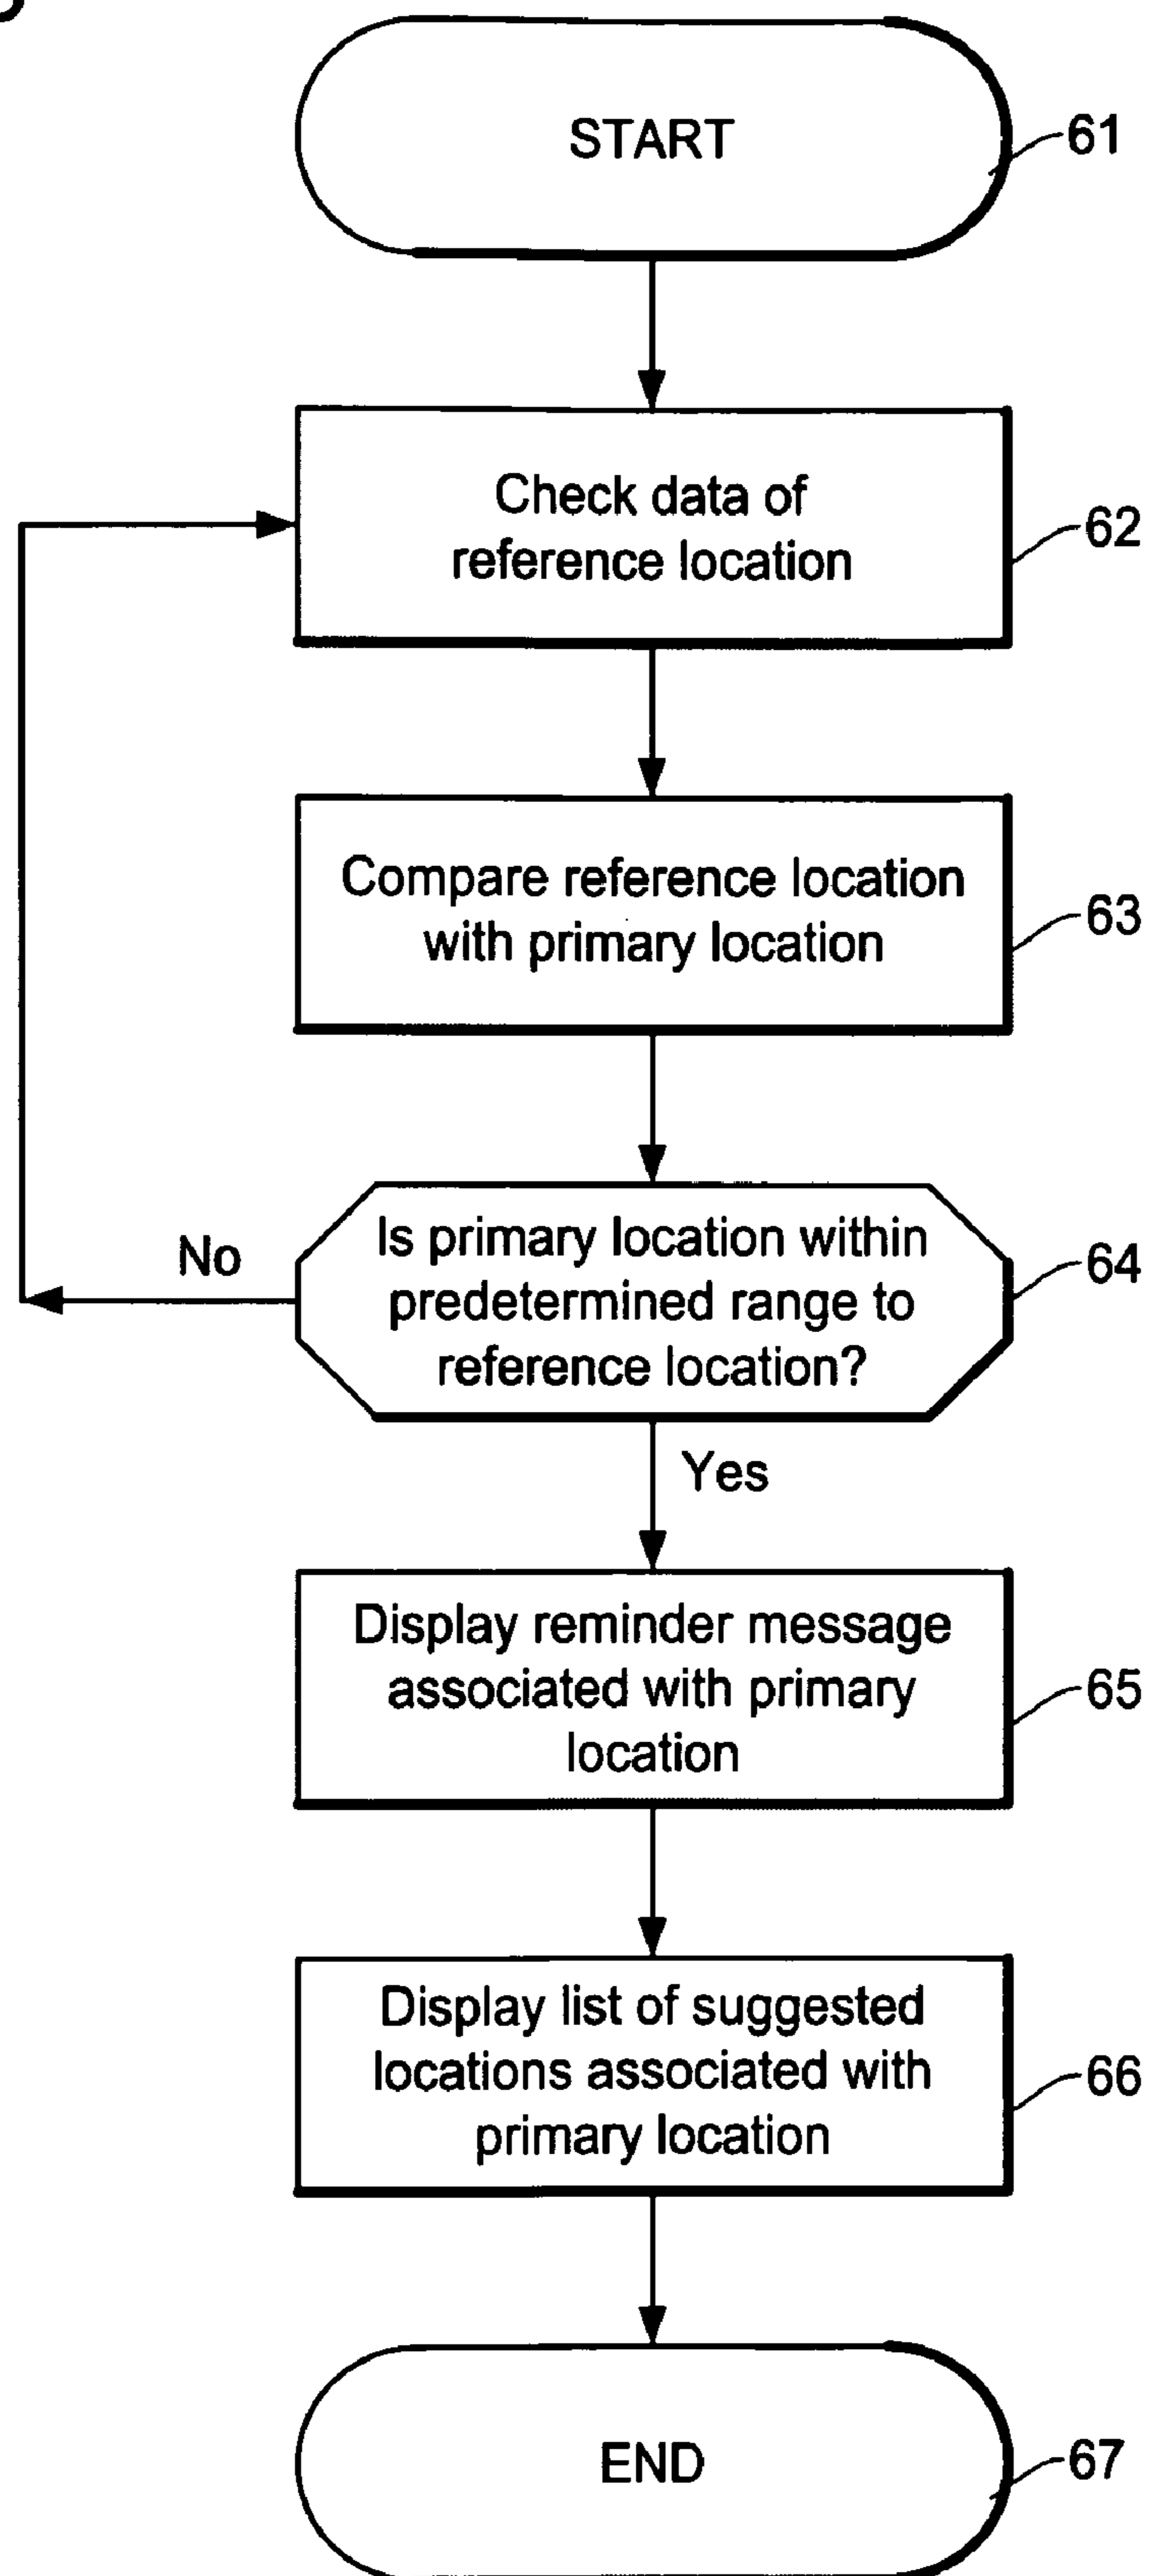 START
61
Check data of
reference location
62
Compare reference location
with primary location
63
Is primary location within
predetermined range to
reference location?
64
No
Yes
Display reminder message
associated with primary
location
65
Display list of suggested
locations associated with
primary location
66
END
67